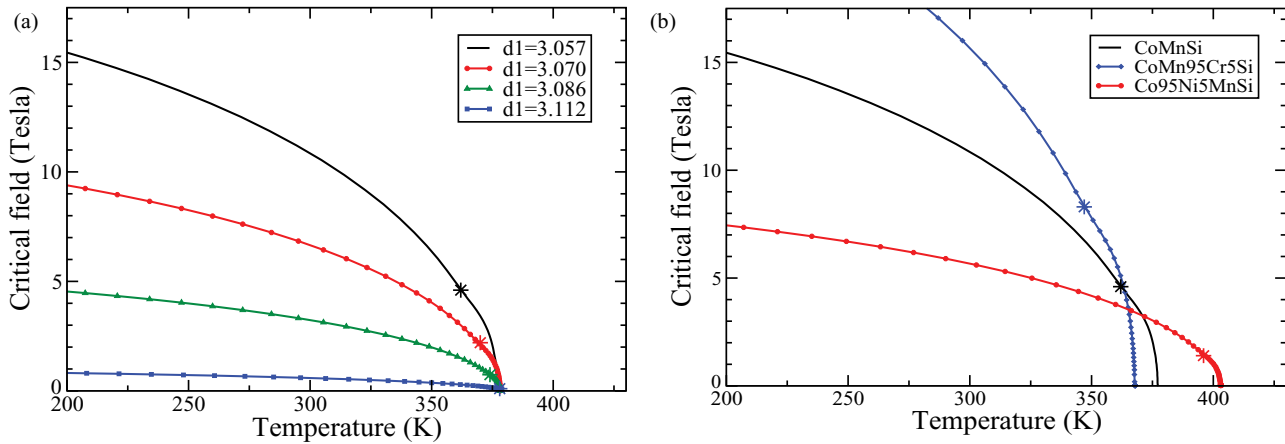 (a)
d1=3.057
d1=3.070
d1=3.086
d1=3.112
Critical field (Tesla)
15
10
5
0
200
250
300
350
400
Temperature (K)
(b)
CoMnSi
CoMn95Cr5Si
Co95Ni5MnSi
Critical field (Tesla)
15
10
5
0
200
250
300
350
400
Temperature (K)